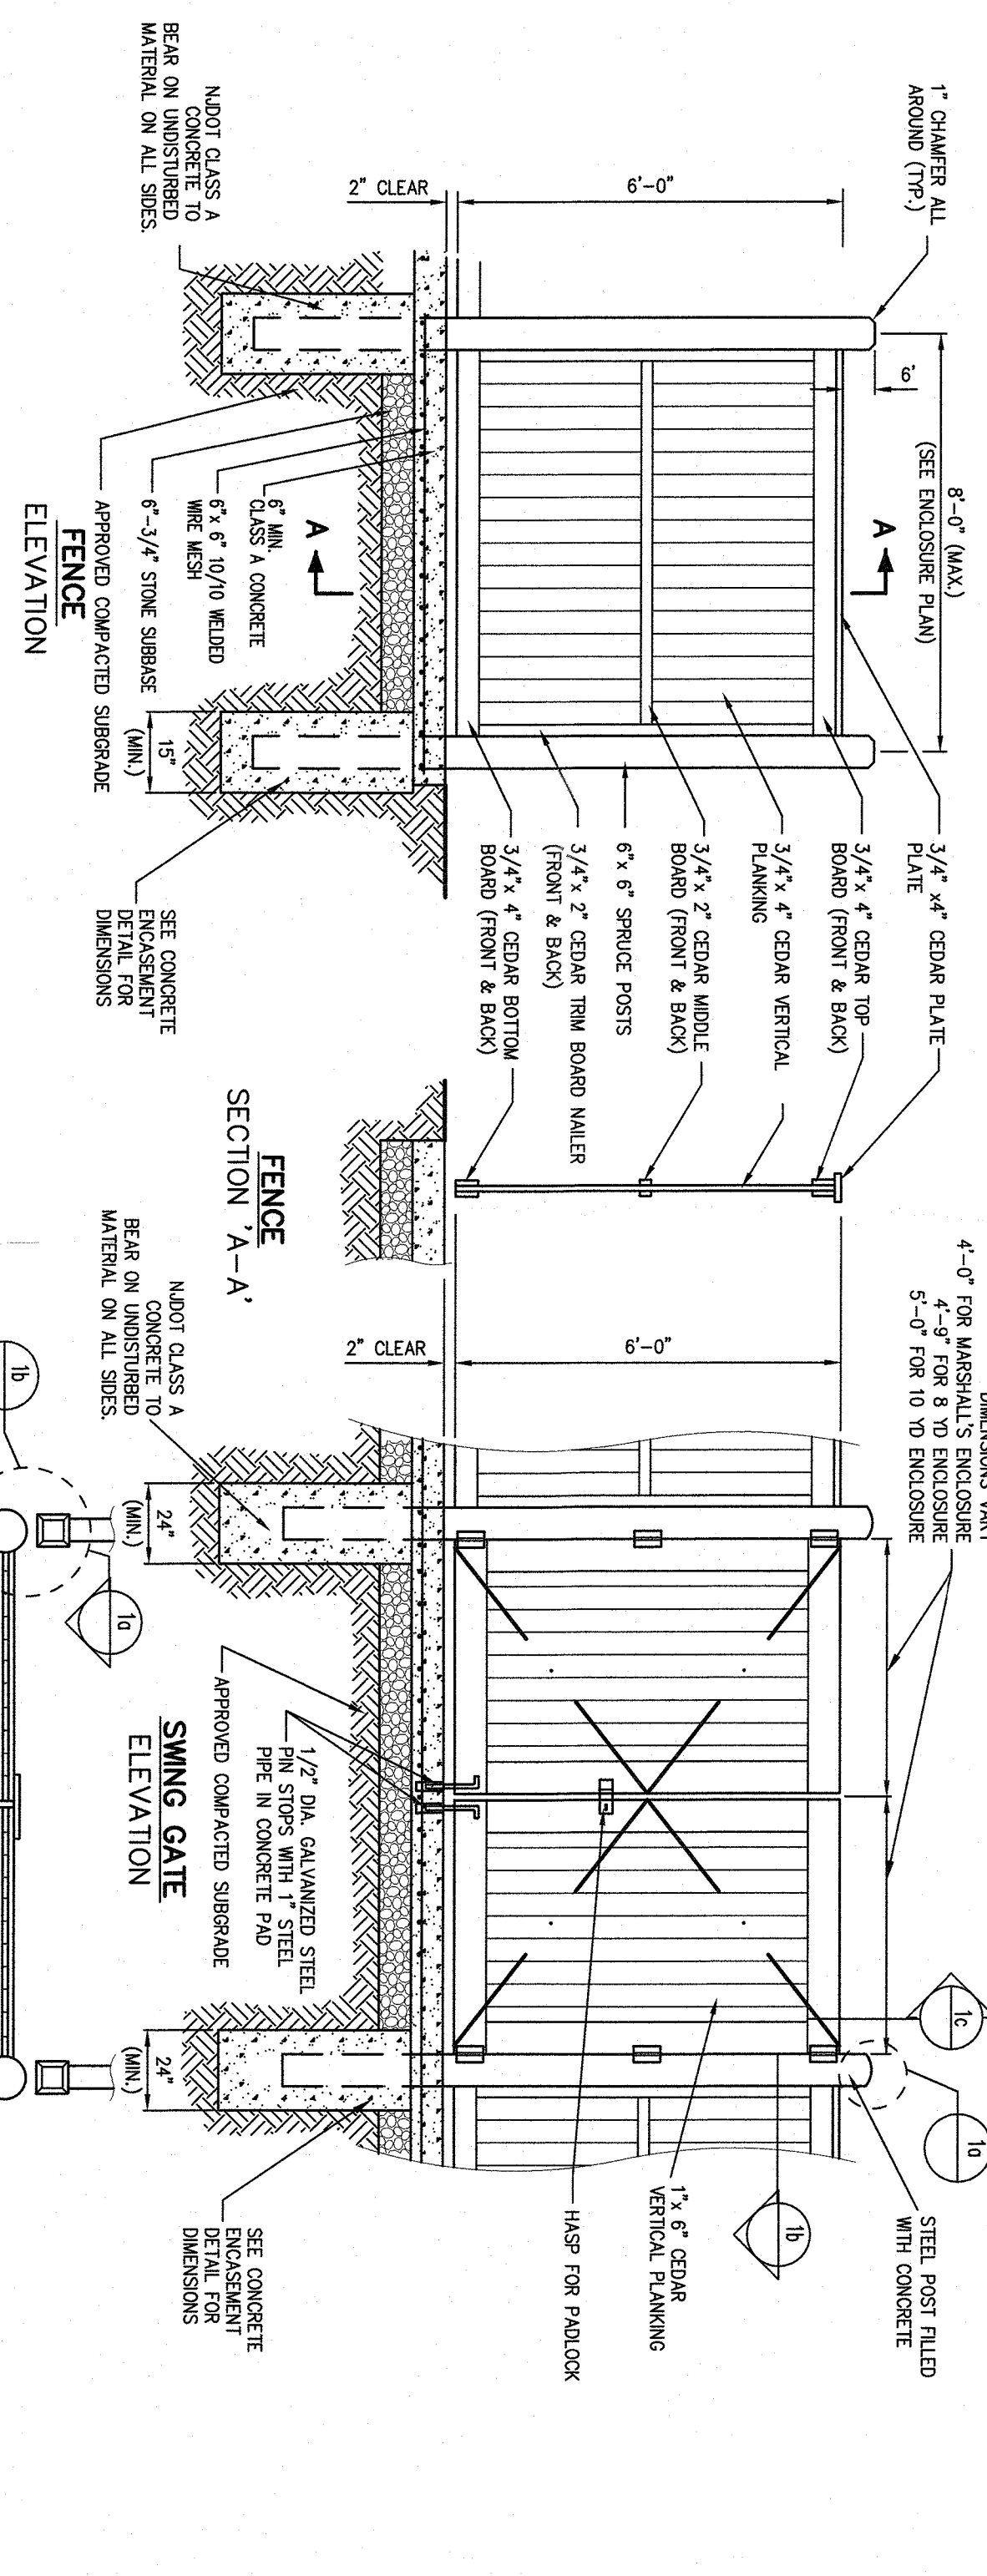 1" CHAMFER ALL
AROUND (TYP.)
8'-0" (MAX.)
(SEE ENCLOSURE PLAN)
6'
A
A
6'-0"
2" CLEAR
3/4" x4" CEDAR PLATE
PLATE
3/4"x 4" CEDAR TOP
BOARD (FRONT & BACK)
3/4"x 4" CEDAR VERTICAL
PLANKING
3/4"x 2" CEDAR MIDDLE
BOARD (FRONT & BACK)
6"x 6" SPRUCE POSTS
3/4"x 2" CEDAR TRIM BOARD NAILER
(FRONT & BACK)
3/4"x 4" CEDAR BOTTOM
BOARD (FRONT & BACK)
NJDOT CLASS A
CONCRETE TO
BEAR ON UNDISTURBED
MATERIAL ON ALL SIDES.
6" MIN.
CLASS A CONCRETE
6"x 6" 10/10 WELDED
WIRE MESH
6"-3/4" STONE SUBBASE
APPROVED COMPACTED SUBGRADE
15"
(MIN.)
SEE CONCRETE
ENCASEMENT
DETAIL FOR
DIMENSIONS
FENCE
ELEVATION
FENCE
SECTION 'A-A'
4'-0" FOR MARSHALL'S ENCLOSURE
4'-9" FOR 8 YD ENCLOSURE
5'-0" FOR 10 YD ENCLOSURE
6'-0"
2" CLEAR
NJDOT CLASS A
CONCRETE TO
BEAR ON UNDISTURBED
MATERIAL ON ALL SIDES.
24"
(MIN.)
1/2" DIA. GALVANIZED STEEL
PIN STOPS WITH 1" STEEL
PIPE IN CONCRETE PAD
APPROVED COMPACTED SUBGRADE
24"
(MIN.)
SEE CONCRETE
ENCASEMENT
DETAIL FOR
DIMENSIONS
STEEL POST FILLED
WITH CONCRETE
1"x 6" CEDAR
VERTICAL PLANKING
HASP FOR PADLOCK
1c
1a
1b
SWING GATE
ELEVATION
1b
1a